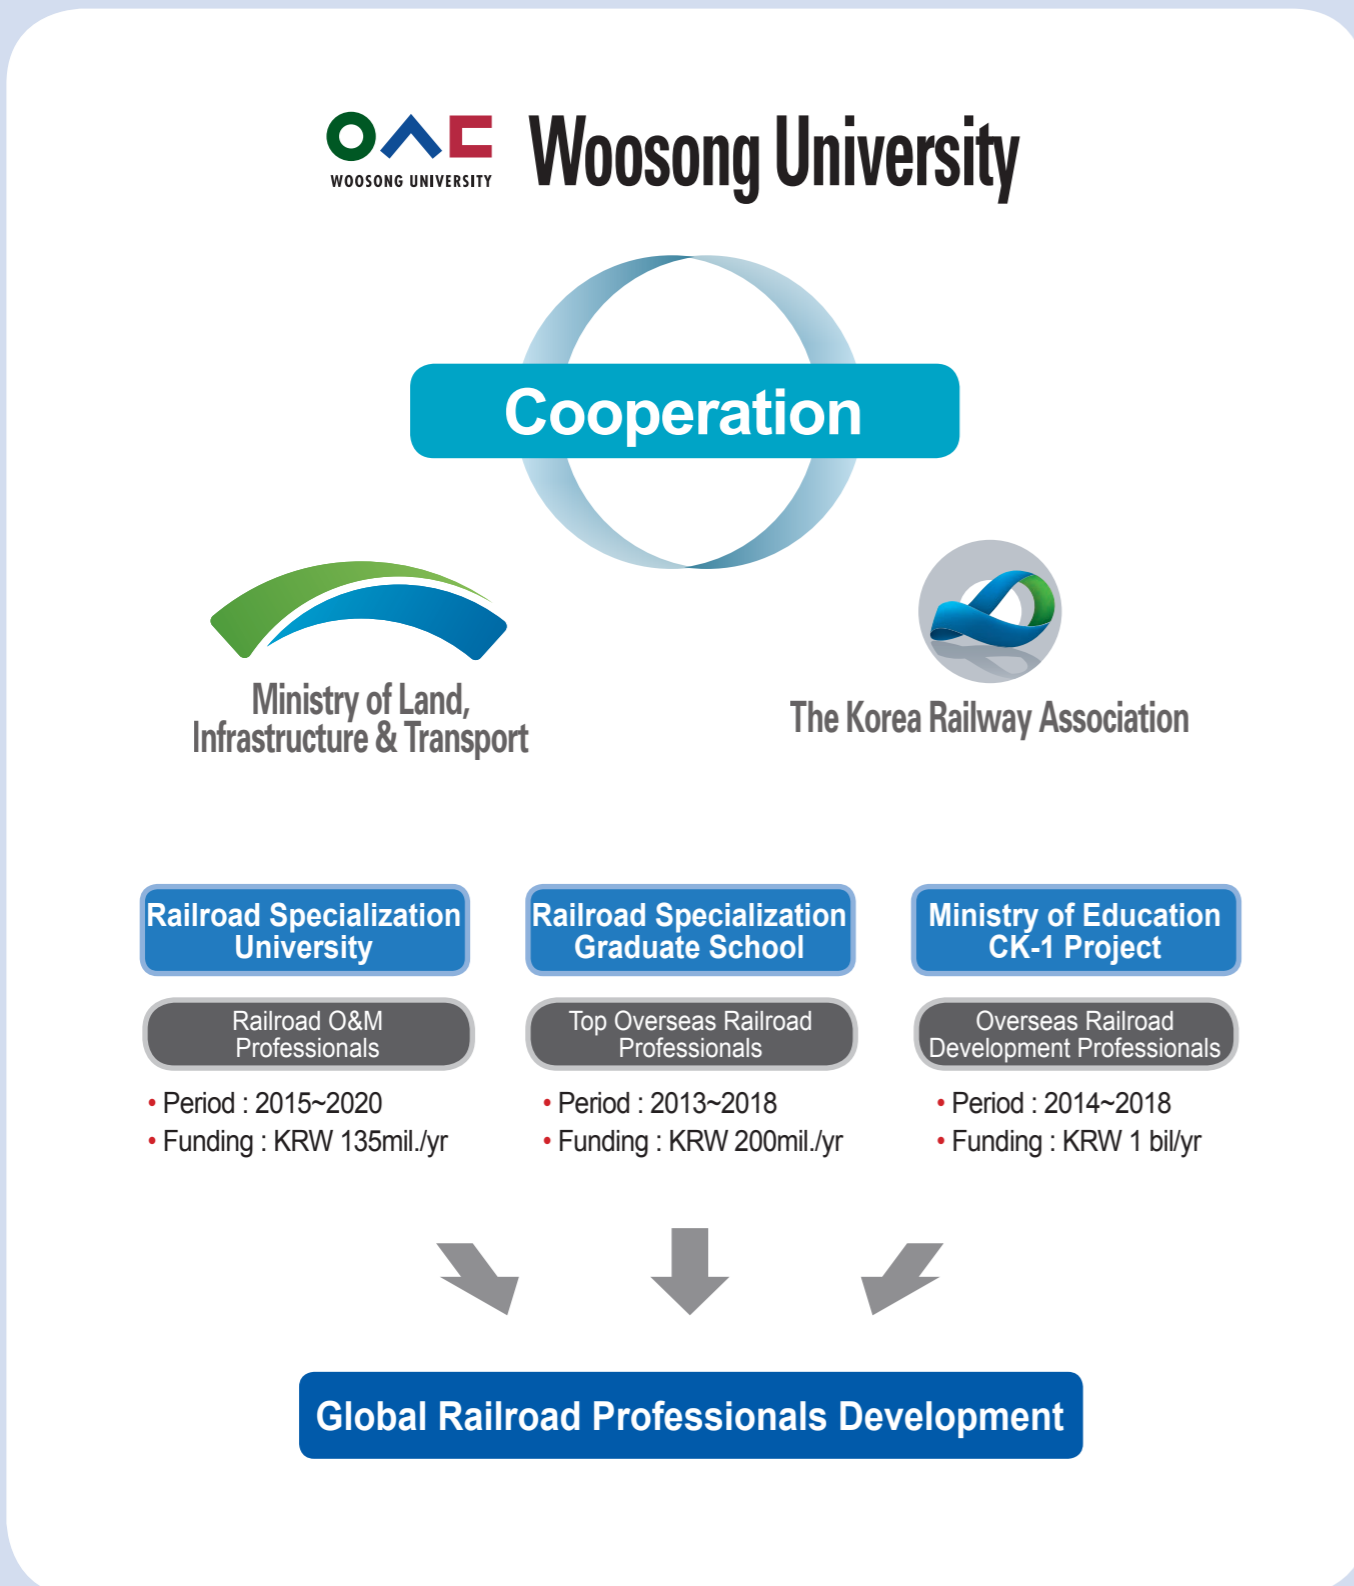 WOOSONG UNIVERSITY
Woosong University
Cooperation
Ministry of Land,
Infrastructure & Transport
The Korea Railway Association
Railroad Specialization
University
Railroad O&M
Professionals
• Period : 2015~2020
• Funding : KRW 135mil./yr
Railroad Specialization
Graduate School
Top Overseas Railroad
Professionals
• Period : 2013~2018
• Funding : KRW 200mil./yr
Ministry of Education
CK-1 Project
Overseas Railroad
Development Professionals
• Period : 2014~2018
• Funding : KRW 1 bil/yr
Global Railroad Professionals Development